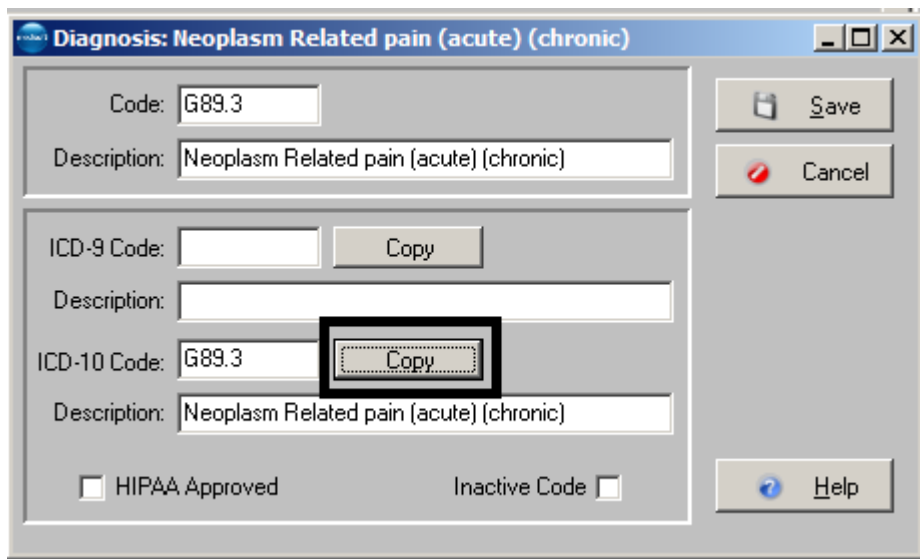 Diagnosis: Neoplasm Related pain (acute) (chronic)
Code: G89.3
Save
Description: Neoplasm Related pain (acute) (chronic)
Cancel
ICD-9 Code: Copy
Description:
ICD-10 Code: G89.3 Copy
Description: Neoplasm Related pain (acute) (chronic)
HIPAA Approved Inactive Code
Help